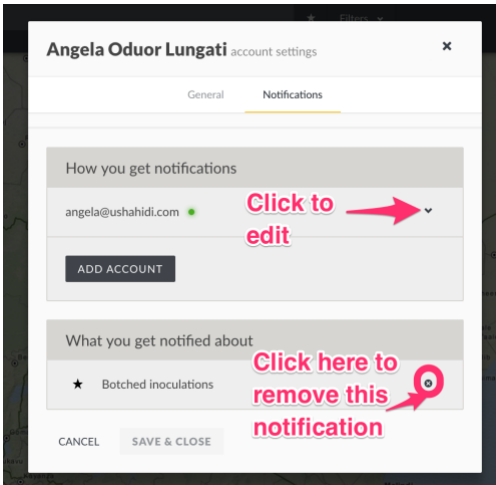 Filters
Angela Oduor Lungati account settings
General Notifications
How you get notifications
angela@ushahidi.com
Click to
edit
ADD ACCOUNT
What you get notified about
Click here to
remove this
notification
Botched inoculations
CANCEL SAVE & CLOSE